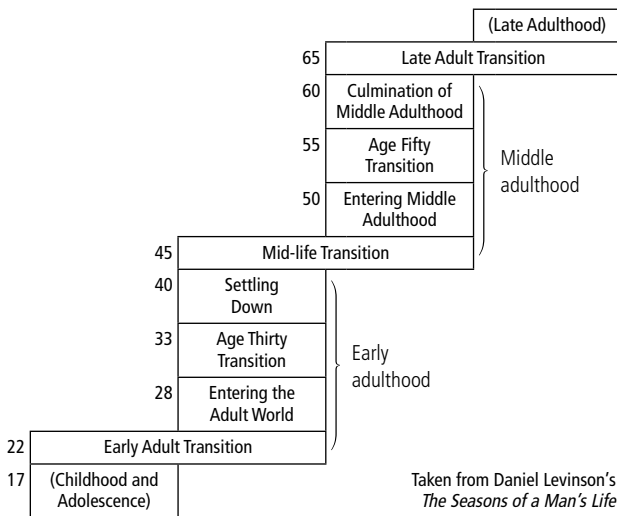 (Late Adulthood)
65 Late Adult Transition
60 Culmination of
Middle Adulthood
55 Age Fifty
Transition
Middle
adulthood
50 Entering Middle
Adulthood
45 Mid-life Transition
40 Settling
Down
33 Age Thirty
Transition
Early
adulthood
28 Entering the
Adult World
22 Early Adult Transition
17 (Childhood and
Adolescence)
Taken from Daniel Levinson's
The Seasons of a Man's Life